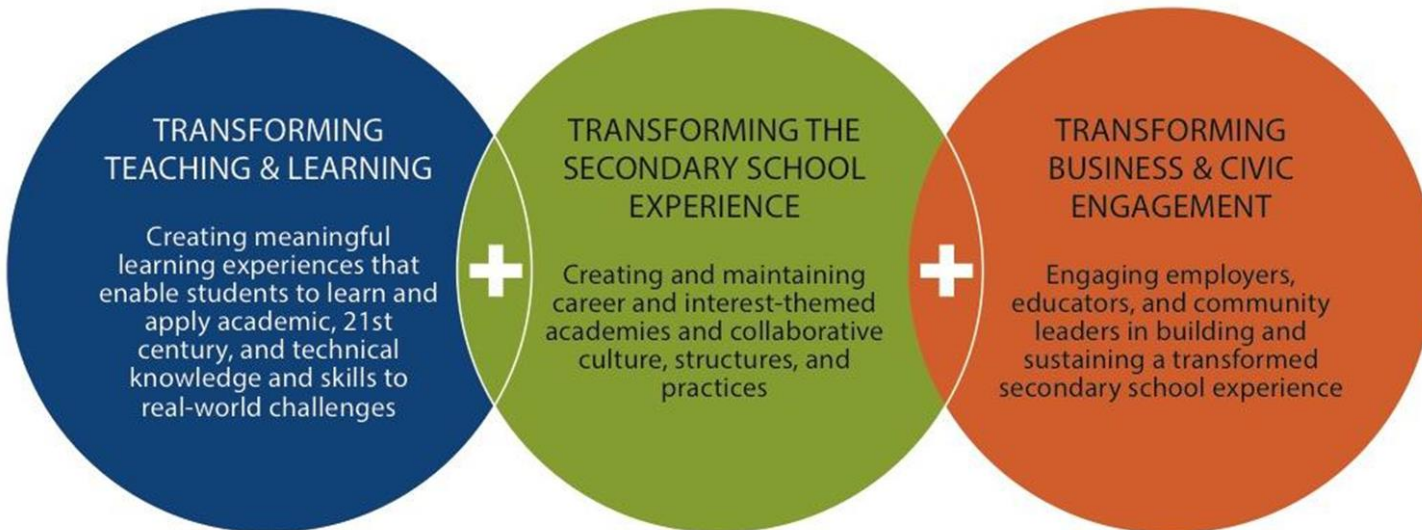 TRANSFORMING
TEACHING & LEARNING
Creating meaningful
learning experiences that
enable students to learn and
apply academic, 21st
century, and technical
knowledge and skills to
real-world challenges
TRANSFORMING THE
SECONDARY SCHOOL
EXPERIENCE
Creating and maintaining
career and interest-themed
academies and collaborative
culture, structures, and
practices
TRANSFORMING
BUSINESS & CIVIC
ENGAGEMENT
Engaging employers,
educators, and community
leaders in building and
sustaining a transformed
secondary school experience